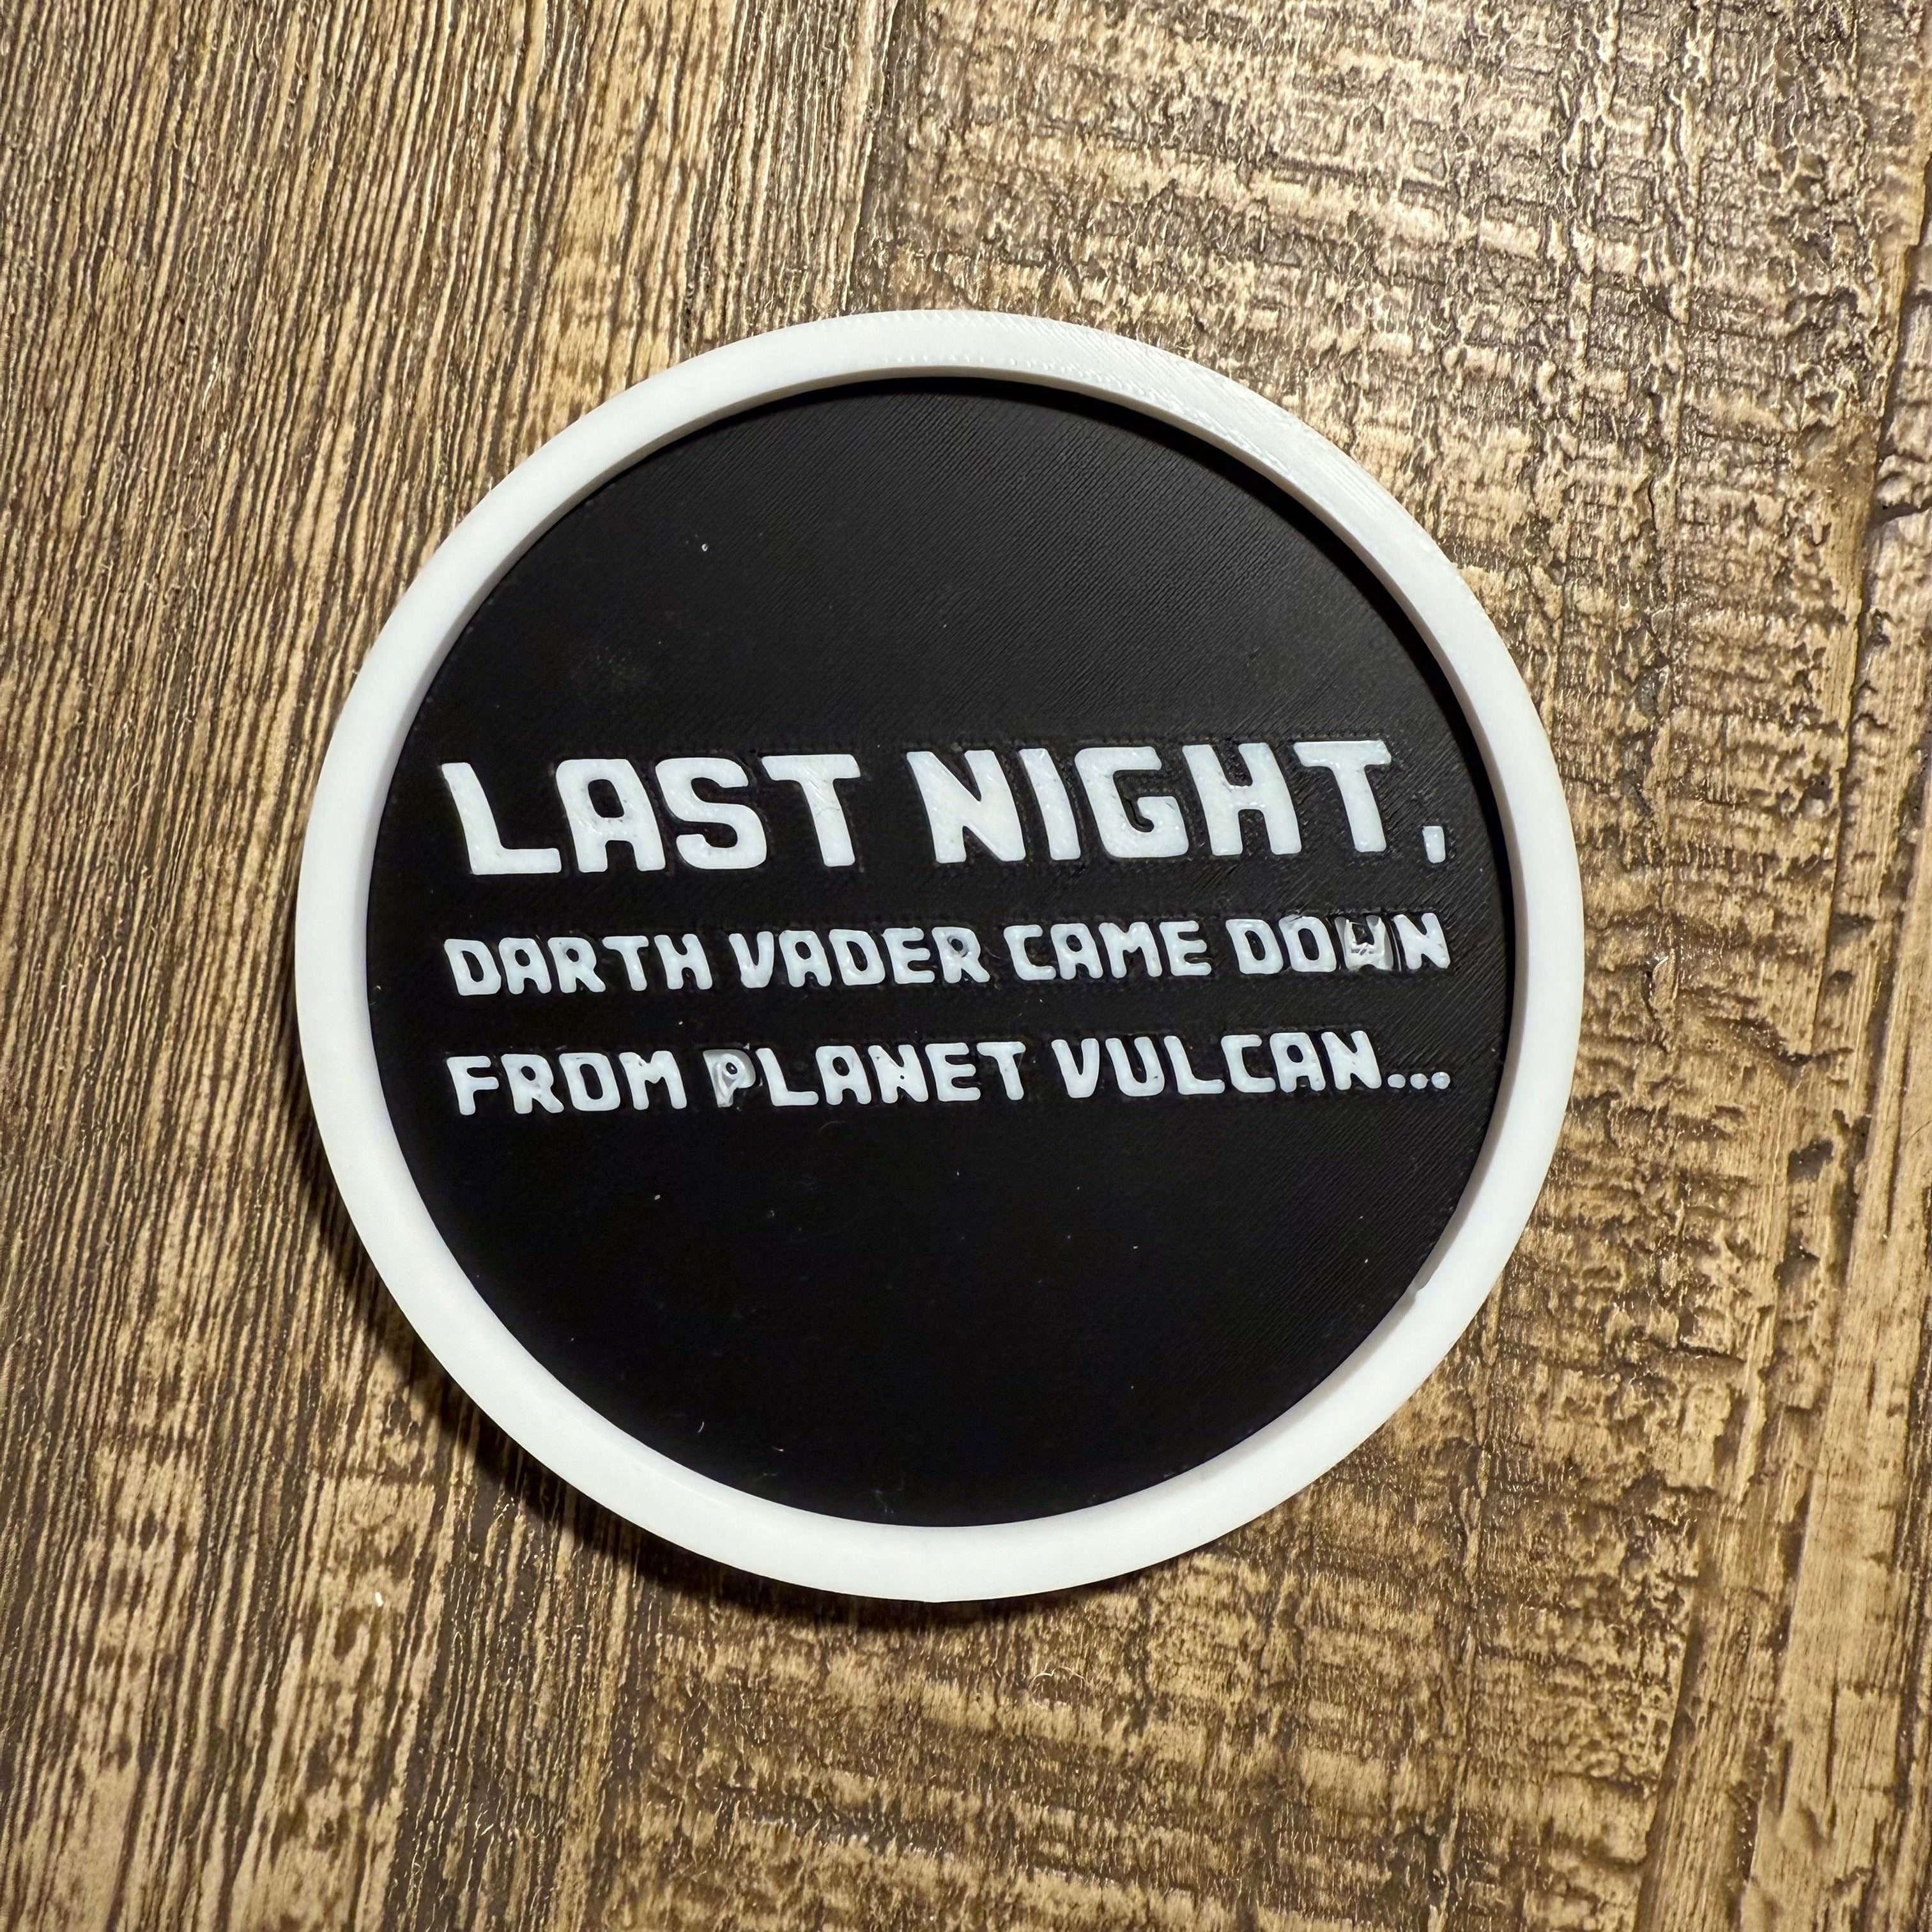 LAST NIGHT,
DARTH VADER CAME DOWN
FROM PLANET VULCAN...